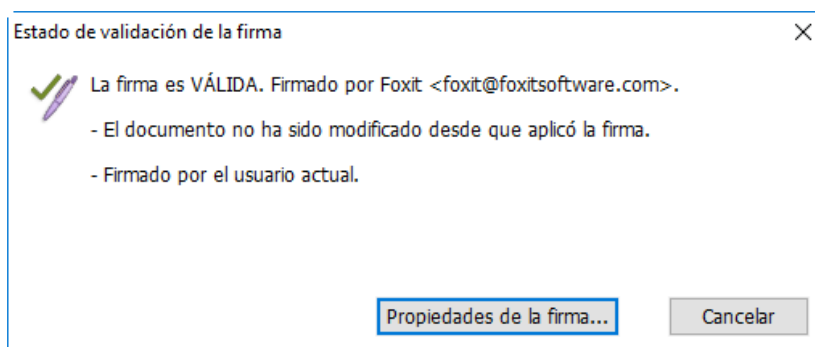 Estado de validación de la firma
La firma es VÁLIDA. Firmado por Foxit <foxit@foxitsoftware.com>.
- El documento no ha sido modificado desde que aplicó la firma.
- Firmado por el usuario actual.
Propiedades de la firma... Cancelar